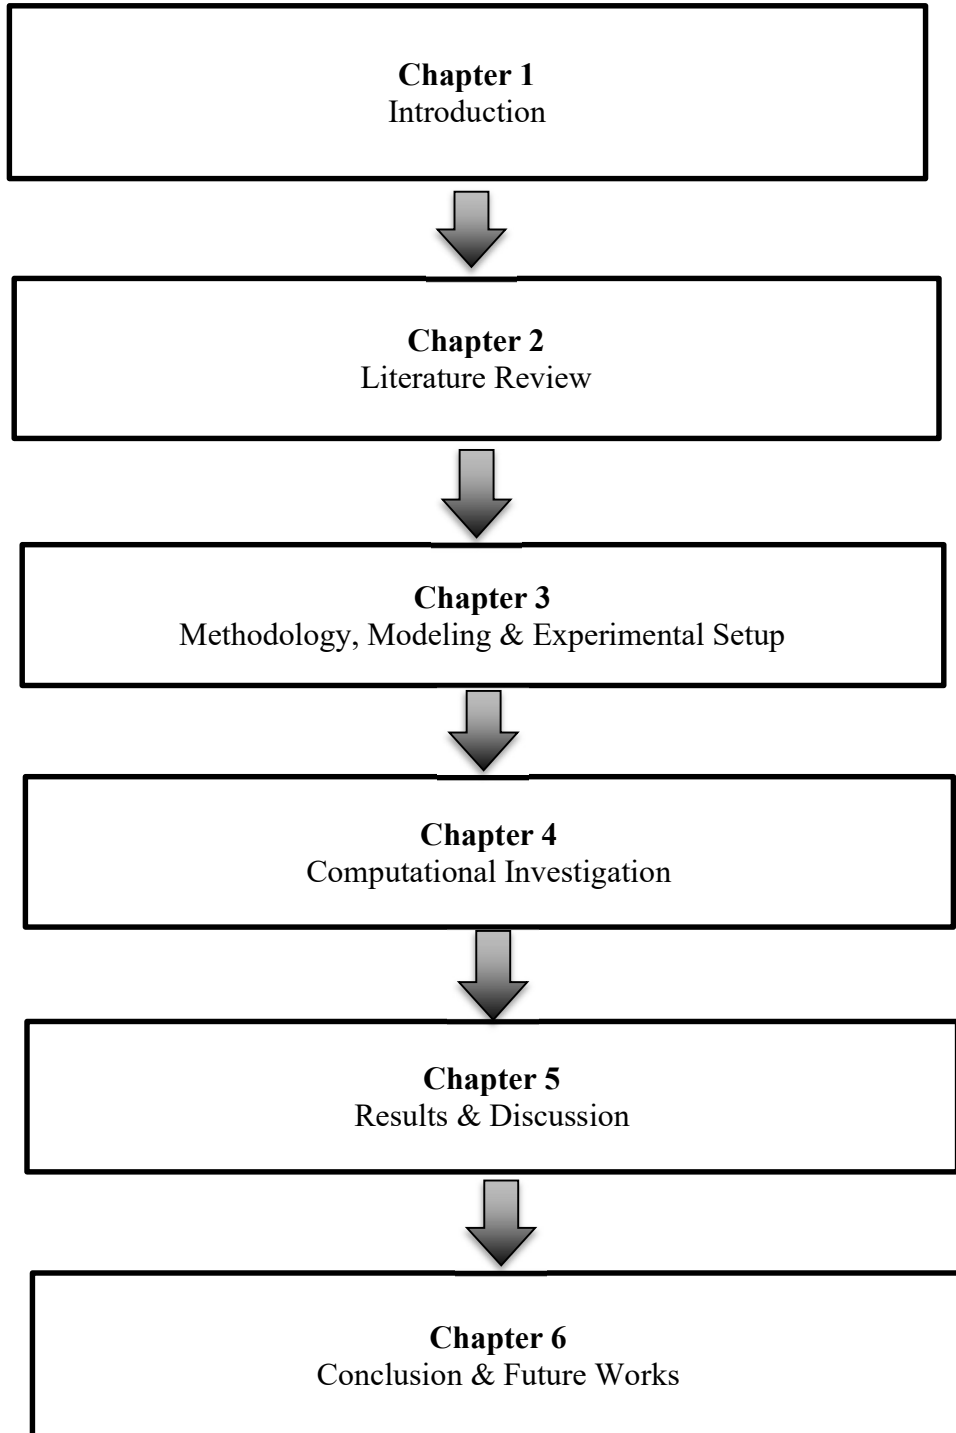 Chapter 1
Introduction
Chapter 2
Literature Review
Chapter 3
Methodology, Modeling & Experimental Setup
Chapter 4
Computational Investigation
Chapter 5
Results & Discussion
Chapter 6
Conclusion & Future Works